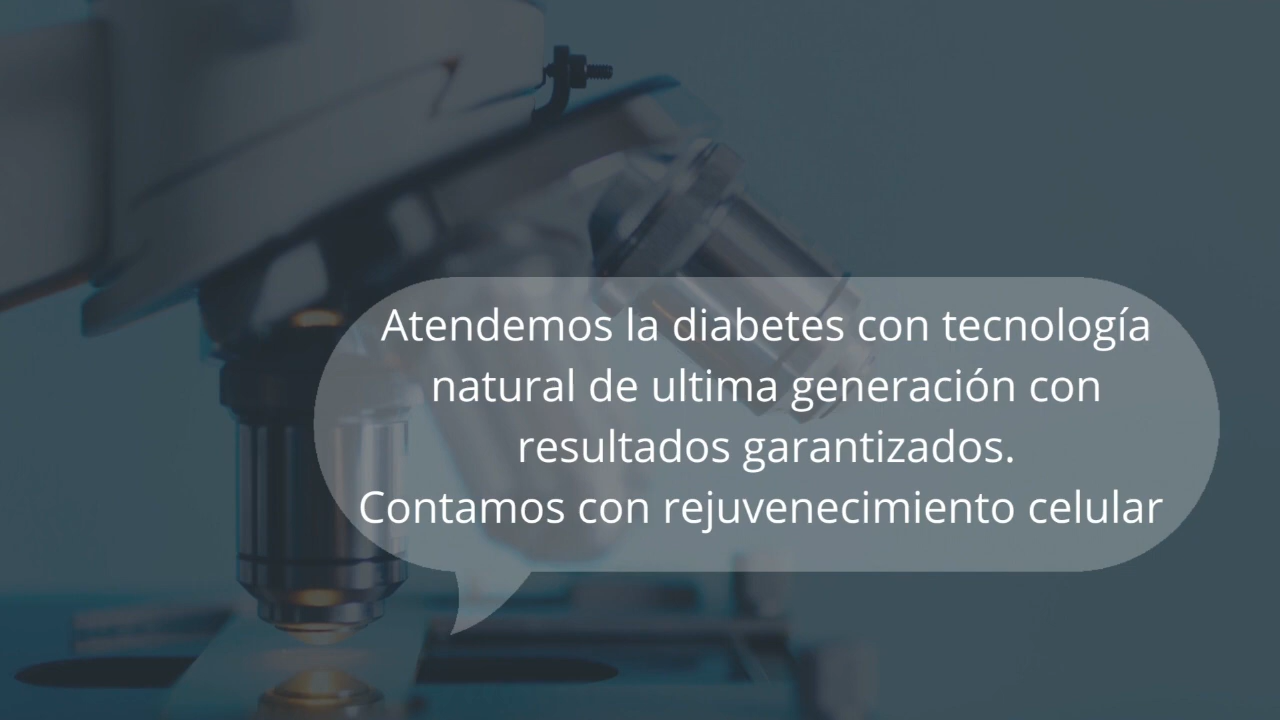 Atendemos la diabetes con tecnología
natural de ultima generación con
resultados garantizados.
Contamos con rejuvenecimiento celular